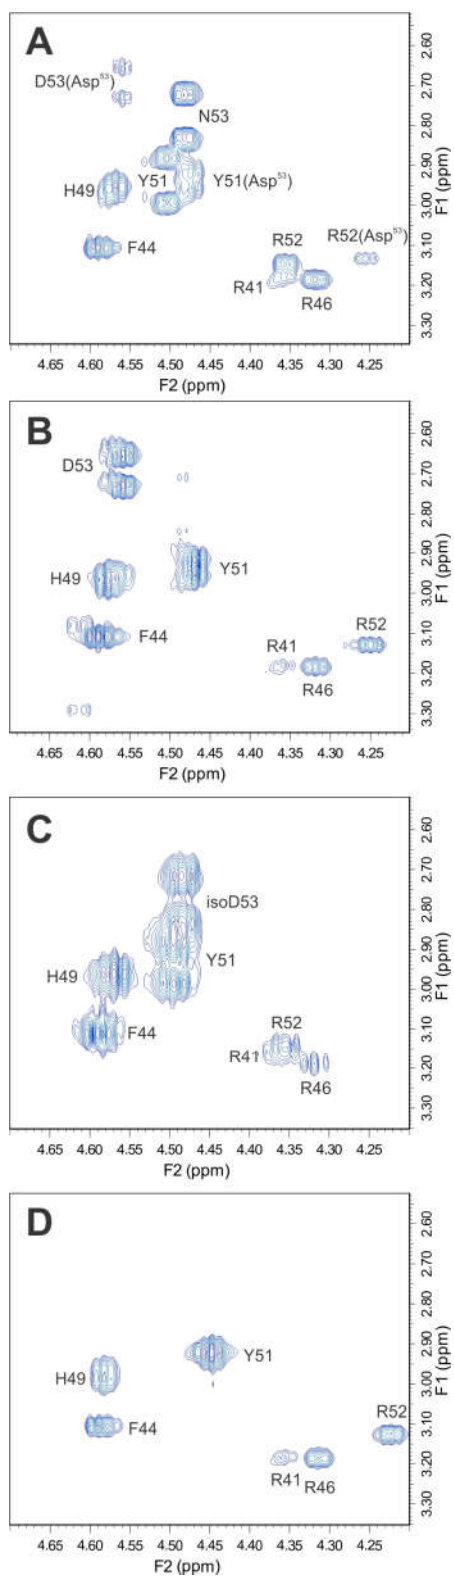 A
D53(Asp⁵³)
N53
Y51
Y51(Asp⁵³)
H49
F44
R52
R52(Asp⁵³)
R41
R46
2.60
2.70
2.80
2.90
3.00
3.10
3.20
3.30
F1 (ppm)
4.65 4.60 4.55 4.50 4.45 4.40 4.35 4.30 4.25
F2 (ppm)
B
D53
H49
Y51
F44
R41
R52
R46
2.60
2.70
2.80
2.90
3.00
3.10
3.20
3.30
F1 (ppm)
4.65 4.60 4.55 4.50 4.45 4.40 4.35 4.30 4.25
F2 (ppm)
C
isoD53
Y51
H49
F44
R52
R41
R46
2.60
2.70
2.80
2.90
3.00
3.10
3.20
3.30
F1 (ppm)
4.65 4.60 4.55 4.50 4.45 4.40 4.35 4.30 4.25
F2 (ppm)
D
Y51
H49
F44
R52
R41
R46
2.60
2.70
2.80
2.90
3.00
3.10
3.20
3.30
F1 (ppm)
4.65 4.60 4.55 4.50 4.45 4.40 4.35 4.30 4.25
F2 (ppm)